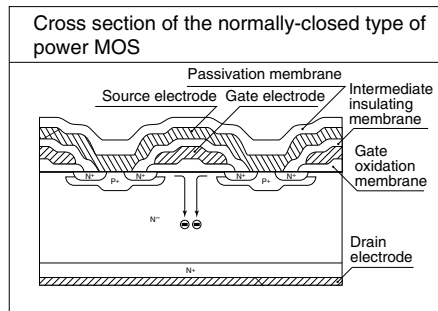 Cross section of the normally-closed type of
power MOS
Passivation membrane
Source electrode
Gate electrode
Intermediate
insulating
membrane
Gate
oxidation
membrane
N+
P+
N+
N+
P+
N+
N−
N+
Drain
electrode